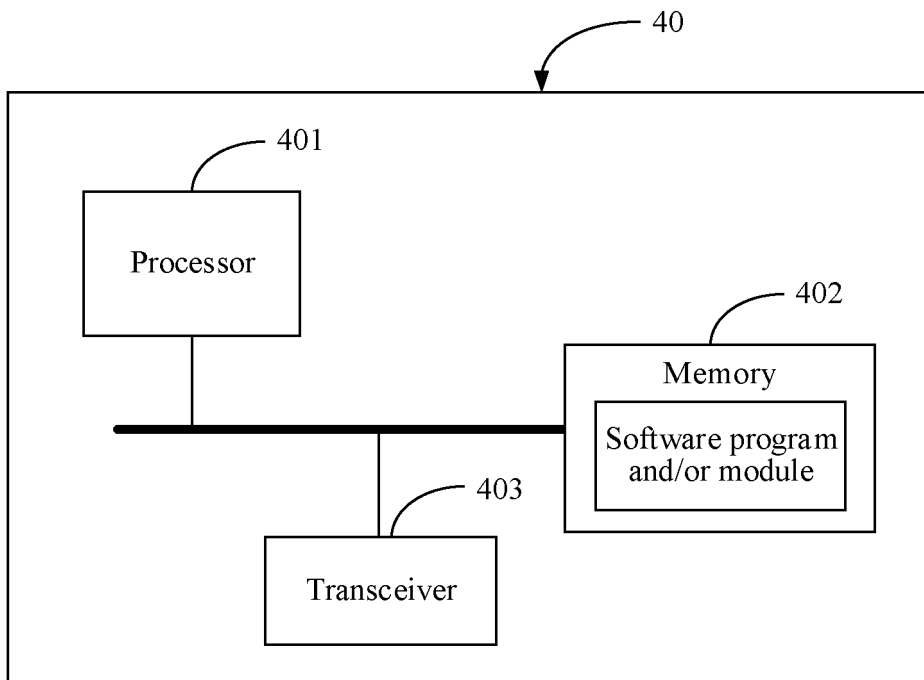 40
401
Processor
402
Memory
Software program
and/or module
403
Transceiver